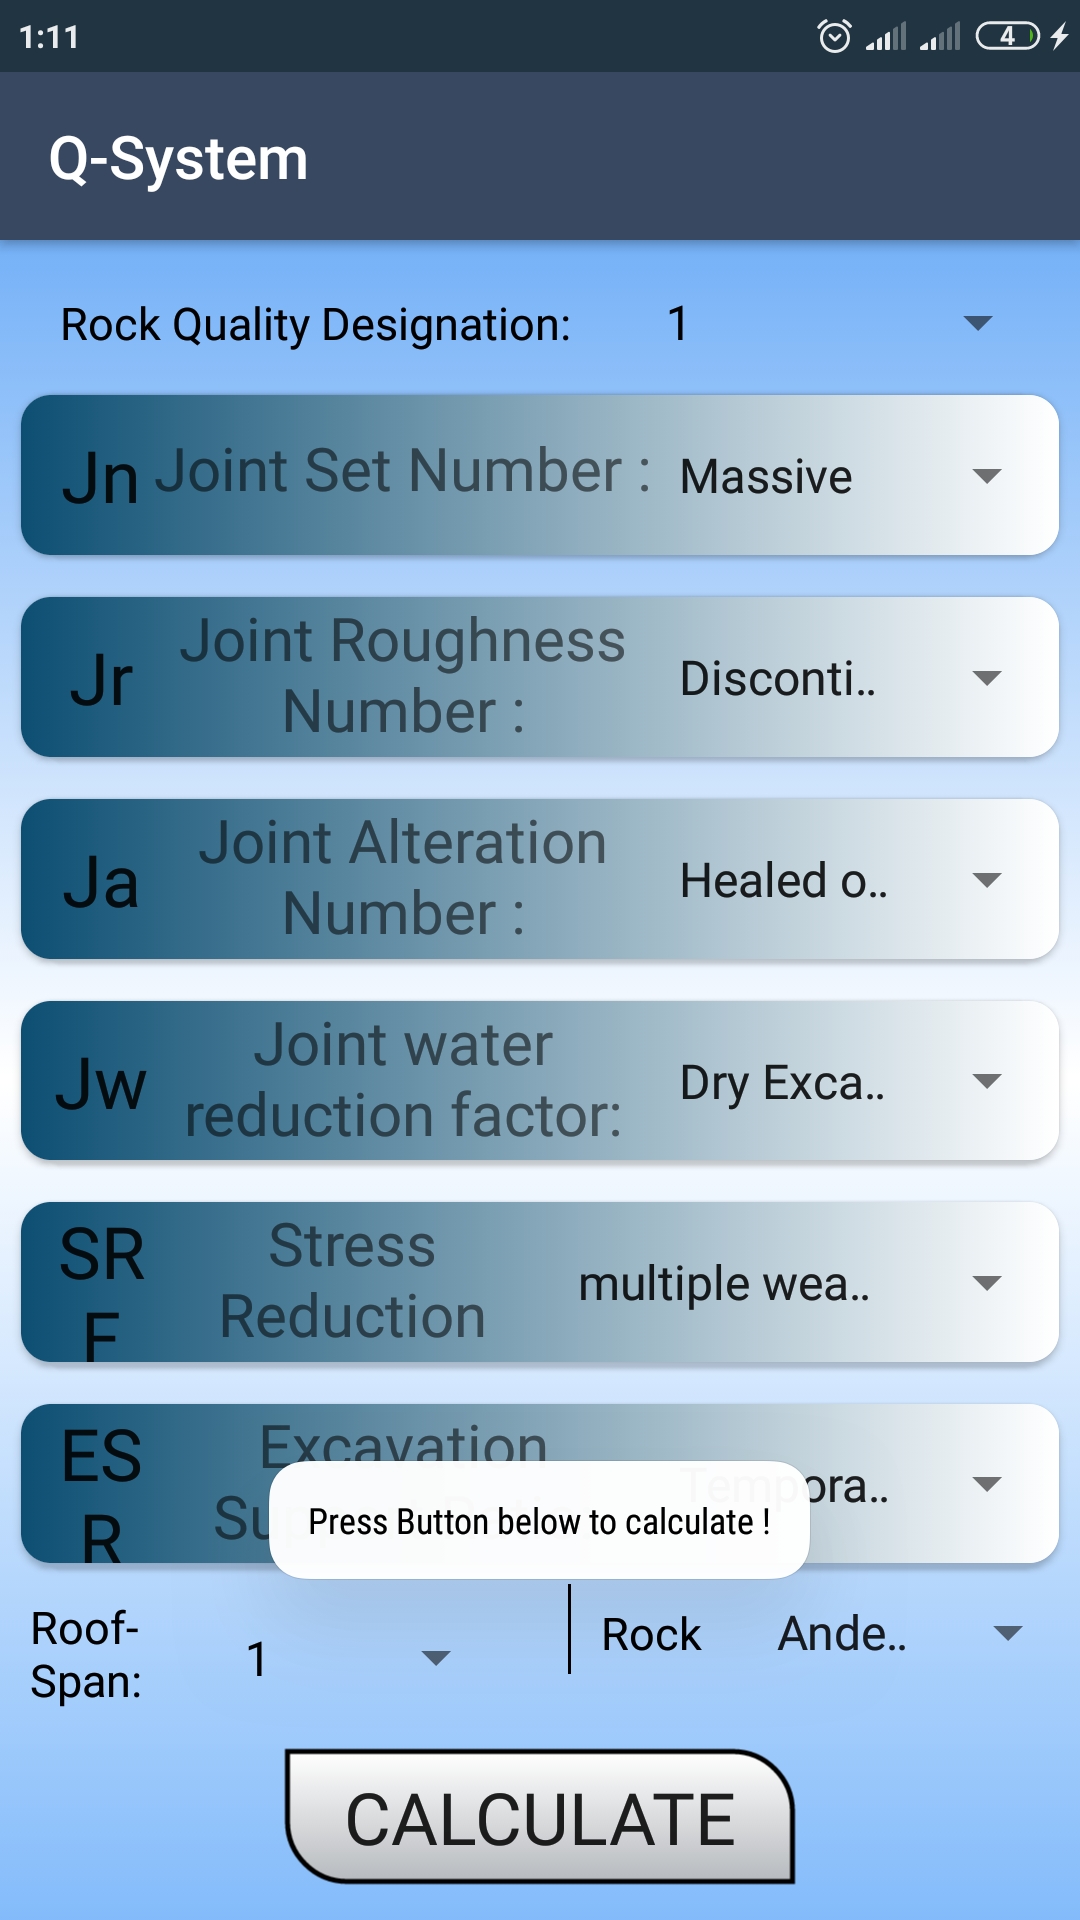 1:11
4
Q-System
Rock Quality Designation:
1
Jn
Joint Set Number :
Massive
Jr
Joint Roughness
Number :
Disconti..
Ja
Joint Alteration
Number :
Healed o..
Jw
Joint water
reduction factor:
Dry Exca..
SR
F
Stress
Reduction
multiple wea..
ES
R
Excavation
Tempora..
Press Button below to calculate !
Roof-
Span:
1
Rock
Ande..
CALCULATE